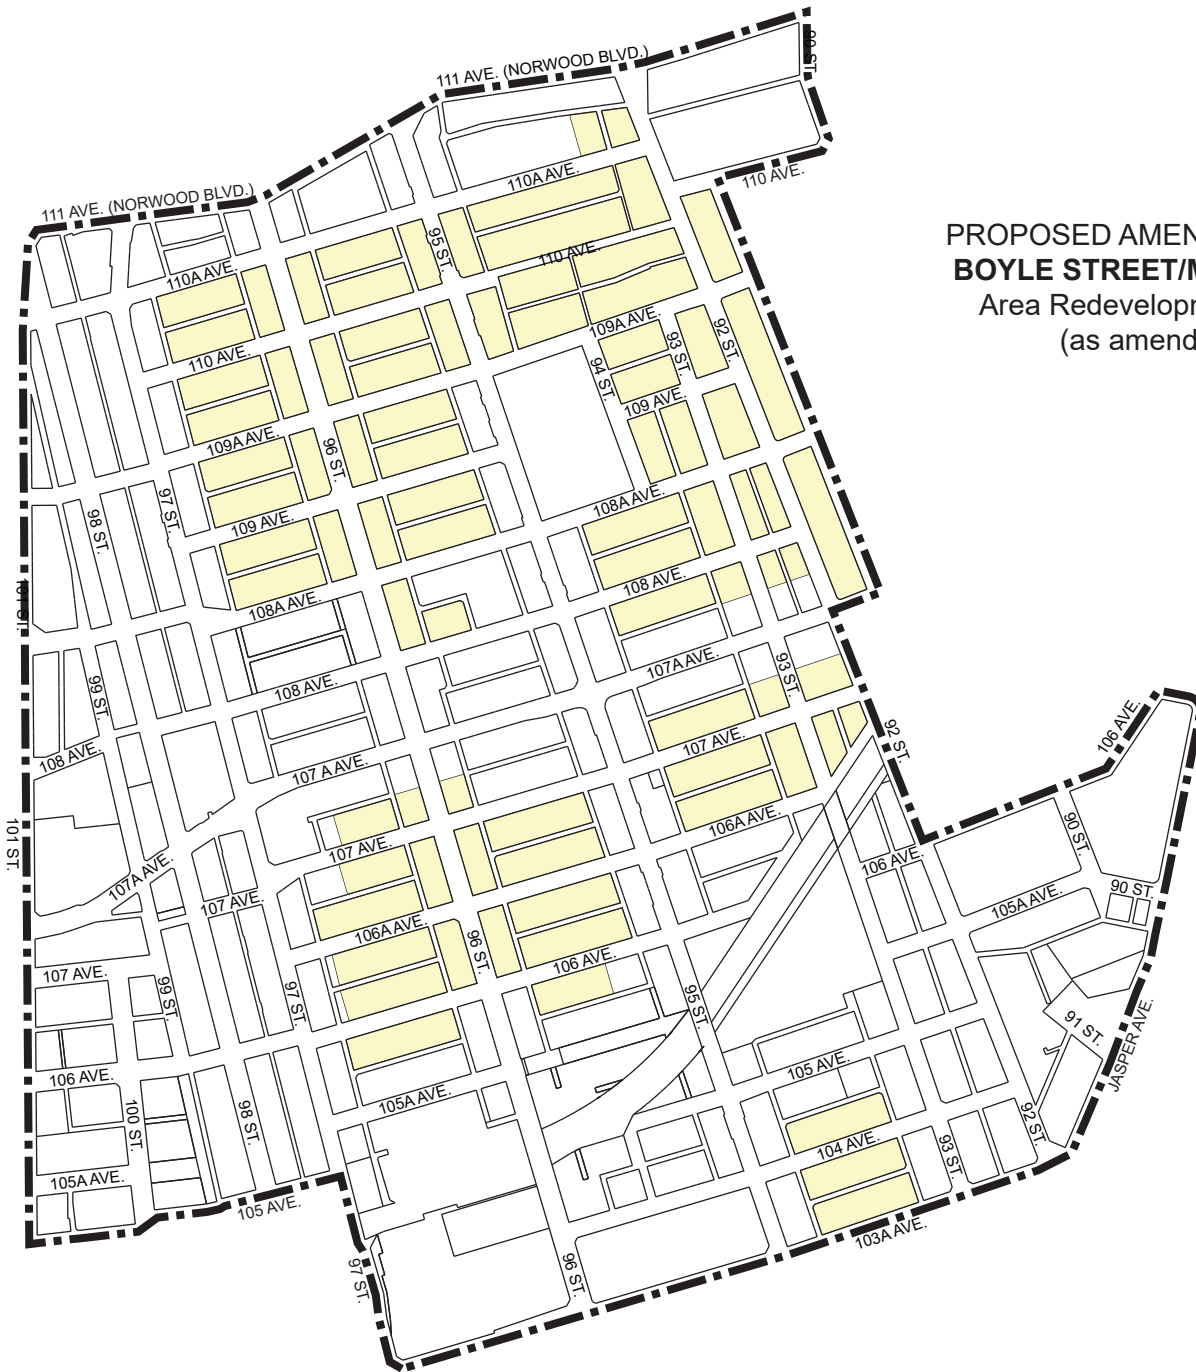 99 ST.
111 AVE. (NORWOOD BLVD.)
110A AVE.
110 AVE.
111 AVE. (NORWOOD BLVD.)
PROPOSED AMEN
BOYLE STREET/M
Area Redevelopm
(as amend
95 ST.
110 AVE.
110A AVE.
109A AVE.
93 ST.
92 ST.
110 AVE.
94 ST.
109 AVE.
109A AVE.
96 ST.
97 ST.
98 ST.
108A AVE.
109 AVE.
101 ST.
108A AVE.
108 AVE.
107A AVE.
93 ST.
99 ST.
108 AVE.
106 AVE.
92 ST.
107 AVE.
108 AVE.
107 A AVE.
106A AVE.
90 ST.
101 ST.
107 AVE.
106 AVE.
107A AVE.
107 AVE.
90 ST.
105A AVE.
106A AVE.
96 ST.
106 AVE.
107 AVE.
99 ST.
97 ST.
95 ST.
91 ST.
JASPER AVE.
105 AVE.
106 AVE.
105A AVE.
100 ST.
98 ST.
92 ST.
104 AVE.
93 ST.
105A AVE.
105 AVE.
103A AVE.
97 ST.
96 ST.